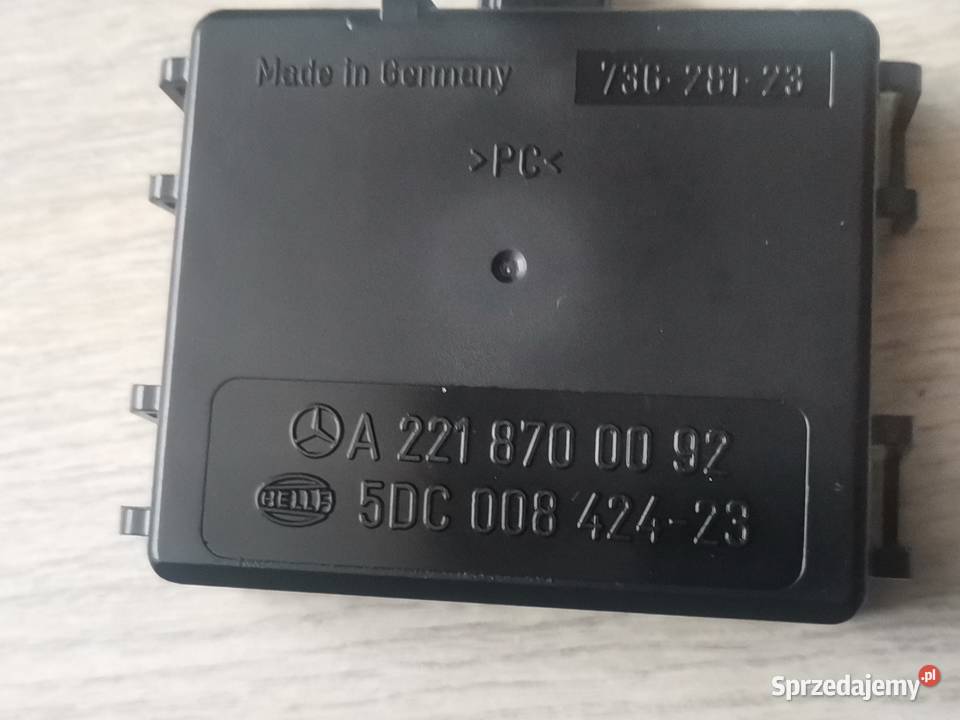 Made in Germany 736-281-23
>PC<
A 221 870 00 92
HELLA 5DC 008 424-23
Sprzedajemy.pl